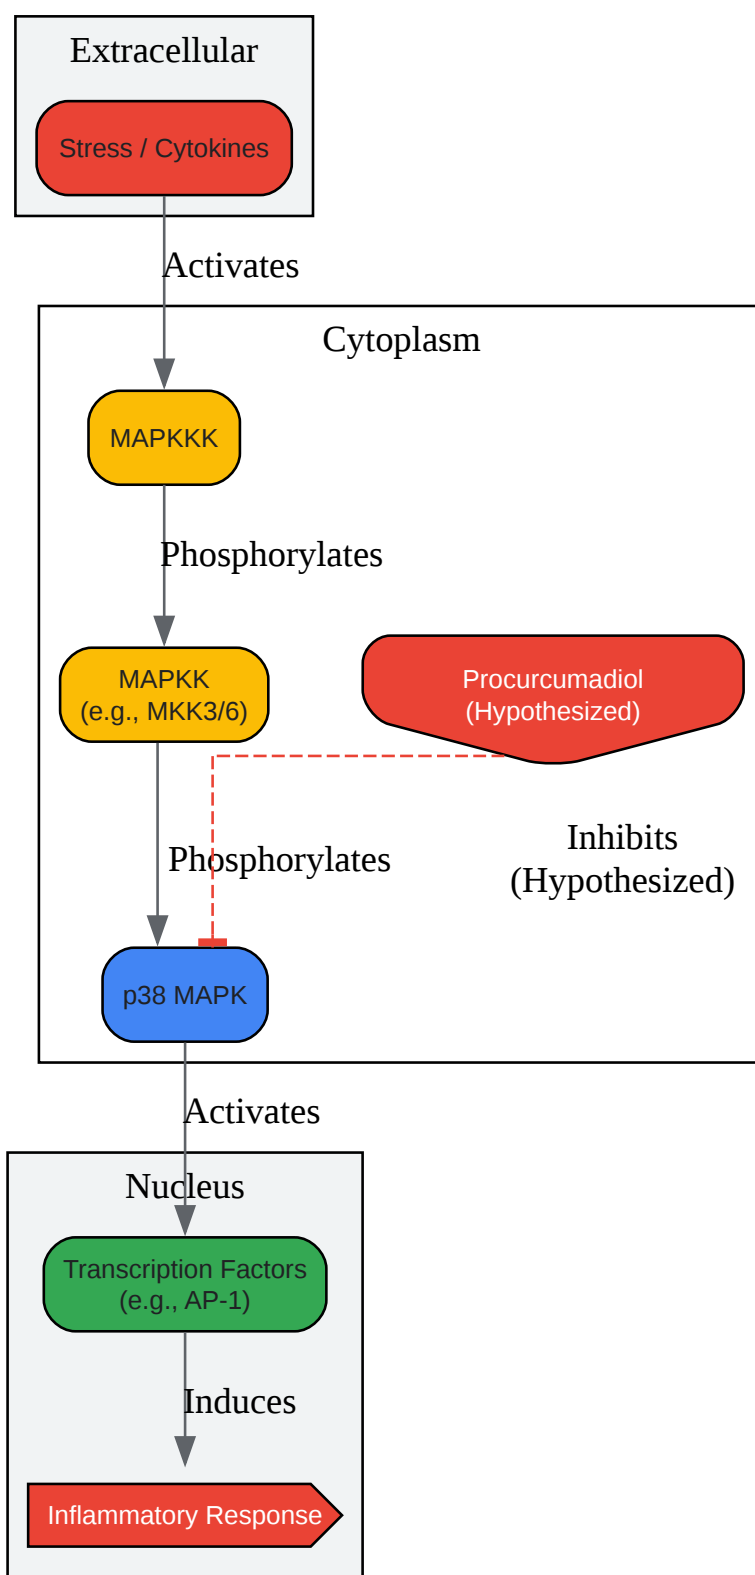 Extracellular
Stress / Cytokines
Activates
Cytoplasm
MAPKKK
Phosphorylates
MAPKK
(e.g., MKK3/6)
Procurcumadiol
(Hypothesized)
Phosphorylates
Inhibits
(Hypothesized)
p38 MAPK
Activates
Nucleus
Transcription Factors
(e.g., AP-1)
Induces
Inflammatory Response